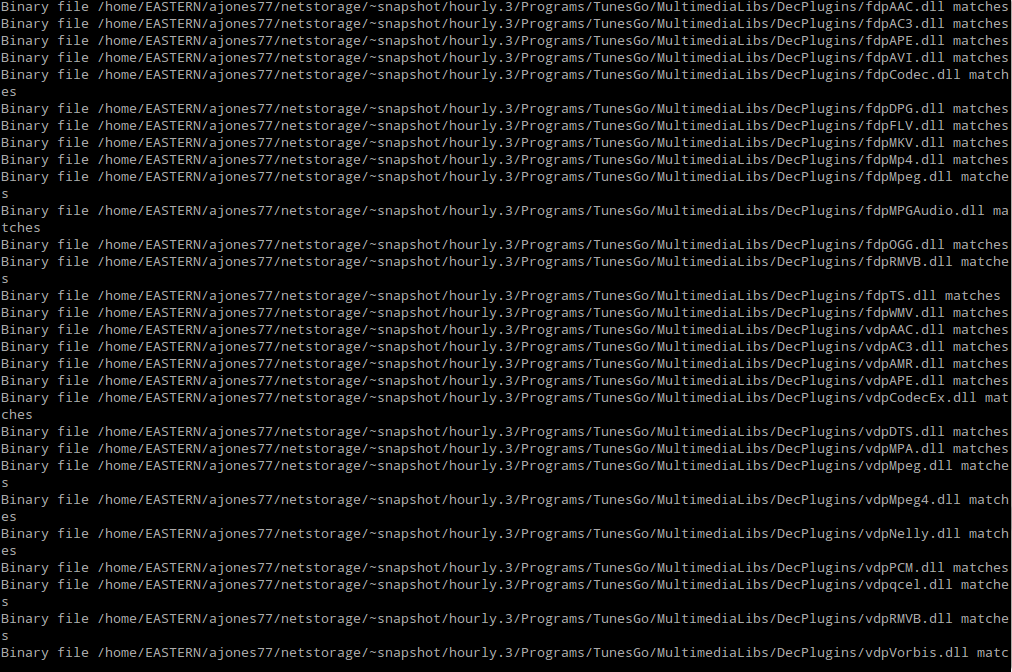 Binary file /home/EASTERN/ajones77/netstorage/~snapshot/hourly.3/Programs/TunesGo/MultimediaLibs/DecPlugins/fdpAAC.dll matches
Binary file /home/EASTERN/ajones77/netstorage/~snapshot/hourly.3/Programs/TunesGo/MultimediaLibs/DecPlugins/fdpAC3.dll matches
Binary file /home/EASTERN/ajones77/netstorage/~snapshot/hourly.3/Programs/TunesGo/MultimediaLibs/DecPlugins/fdpAPE.dll matches
Binary file /home/EASTERN/ajones77/netstorage/~snapshot/hourly.3/Programs/TunesGo/MultimediaLibs/DecPlugins/fdpAVI.dll matches
Binary file /home/EASTERN/ajones77/netstorage/~snapshot/hourly.3/Programs/TunesGo/MultimediaLibs/DecPlugins/fdpCodec.dll match
es
Binary file /home/EASTERN/ajones77/netstorage/~snapshot/hourly.3/Programs/TunesGo/MultimediaLibs/DecPlugins/fdpDPG.dll matches
Binary file /home/EASTERN/ajones77/netstorage/~snapshot/hourly.3/Programs/TunesGo/MultimediaLibs/DecPlugins/fdpFLV.dll matches
Binary file /home/EASTERN/ajones77/netstorage/~snapshot/hourly.3/Programs/TunesGo/MultimediaLibs/DecPlugins/fdpMKV.dll matches
Binary file /home/EASTERN/ajones77/netstorage/~snapshot/hourly.3/Programs/TunesGo/MultimediaLibs/DecPlugins/fdpMp4.dll matches
Binary file /home/EASTERN/ajones77/netstorage/~snapshot/hourly.3/Programs/TunesGo/MultimediaLibs/DecPlugins/fdpMpeg.dll matche
s
Binary file /home/EASTERN/ajones77/netstorage/~snapshot/hourly.3/Programs/TunesGo/MultimediaLibs/DecPlugins/fdpMPGAudio.dll ma
tches
Binary file /home/EASTERN/ajones77/netstorage/~snapshot/hourly.3/Programs/TunesGo/MultimediaLibs/DecPlugins/fdpOGG.dll matches
Binary file /home/EASTERN/ajones77/netstorage/~snapshot/hourly.3/Programs/TunesGo/MultimediaLibs/DecPlugins/fdpRMVB.dll matche
s
Binary file /home/EASTERN/ajones77/netstorage/~snapshot/hourly.3/Programs/TunesGo/MultimediaLibs/DecPlugins/fdpTS.dll matches
Binary file /home/EASTERN/ajones77/netstorage/~snapshot/hourly.3/Programs/TunesGo/MultimediaLibs/DecPlugins/fdpWMV.dll matches
Binary file /home/EASTERN/ajones77/netstorage/~snapshot/hourly.3/Programs/TunesGo/MultimediaLibs/DecPlugins/vdpAAC.dll matches
Binary file /home/EASTERN/ajones77/netstorage/~snapshot/hourly.3/Programs/TunesGo/MultimediaLibs/DecPlugins/vdpAC3.dll matches
Binary file /home/EASTERN/ajones77/netstorage/~snapshot/hourly.3/Programs/TunesGo/MultimediaLibs/DecPlugins/vdpAMR.dll matches
Binary file /home/EASTERN/ajones77/netstorage/~snapshot/hourly.3/Programs/TunesGo/MultimediaLibs/DecPlugins/vdpAPE.dll matches
Binary file /home/EASTERN/ajones77/netstorage/~snapshot/hourly.3/Programs/TunesGo/MultimediaLibs/DecPlugins/vdpCodecEx.dll mat
ches
Binary file /home/EASTERN/ajones77/netstorage/~snapshot/hourly.3/Programs/TunesGo/MultimediaLibs/DecPlugins/vdpDTS.dll matches
Binary file /home/EASTERN/ajones77/netstorage/~snapshot/hourly.3/Programs/TunesGo/MultimediaLibs/DecPlugins/vdpMPA.dll matches
Binary file /home/EASTERN/ajones77/netstorage/~snapshot/hourly.3/Programs/TunesGo/MultimediaLibs/DecPlugins/vdpMpeg.dll matche
s
Binary file /home/EASTERN/ajones77/netstorage/~snapshot/hourly.3/Programs/TunesGo/MultimediaLibs/DecPlugins/vdpMpeg4.dll match
es
Binary file /home/EASTERN/ajones77/netstorage/~snapshot/hourly.3/Programs/TunesGo/MultimediaLibs/DecPlugins/vdpNelly.dll match
es
Binary file /home/EASTERN/ajones77/netstorage/~snapshot/hourly.3/Programs/TunesGo/MultimediaLibs/DecPlugins/vdpPCM.dll matches
Binary file /home/EASTERN/ajones77/netstorage/~snapshot/hourly.3/Programs/TunesGo/MultimediaLibs/DecPlugins/vdpqcel.dll matche
s
Binary file /home/EASTERN/ajones77/netstorage/~snapshot/hourly.3/Programs/TunesGo/MultimediaLibs/DecPlugins/vdpRMVB.dll matche
s
Binary file /home/EASTERN/ajones77/netstorage/~snapshot/hourly.3/Programs/TunesGo/MultimediaLibs/DecPlugins/vdpVorbis.dll matc